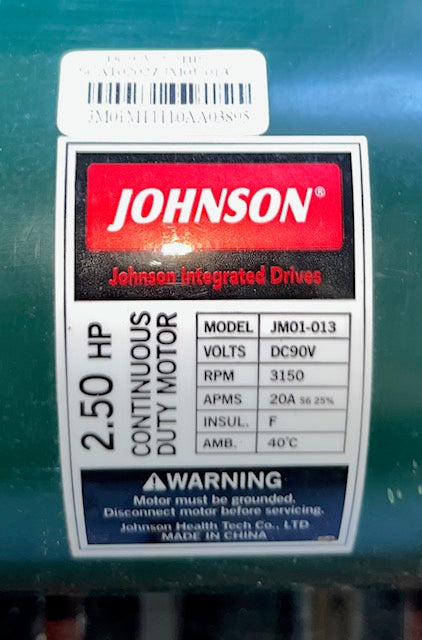 JM01M11110AA03895
JOHNSON®
Johnson Integrated Drives
2.50 HP
CONTINUOUS
DUTY MOTOR
MODEL JM01-013
VOLTS DC90V
RPM 3150
APMS 20A S6 25%
INSUL. F
AMB. 40°C
⚠WARNING
Motor must be grounded.
Disconnect motor before servicing.
Johnson Health Tech Co., LTD
MADE IN CHINA